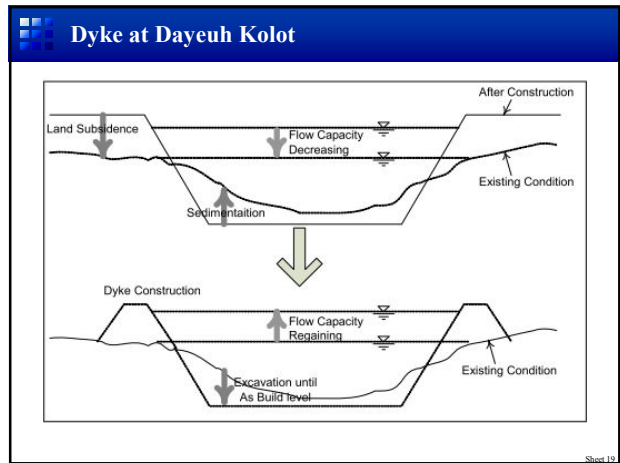 Dyke at Dayeuh Kolot
After Construction
Land Subsidence
Flow Capacity
Decreasing
Existing Condition
Sedimentaition
Dyke Construction
Flow Capacity
Regaining
Existing Condition
Excavation until
As Build level
Sheet 19